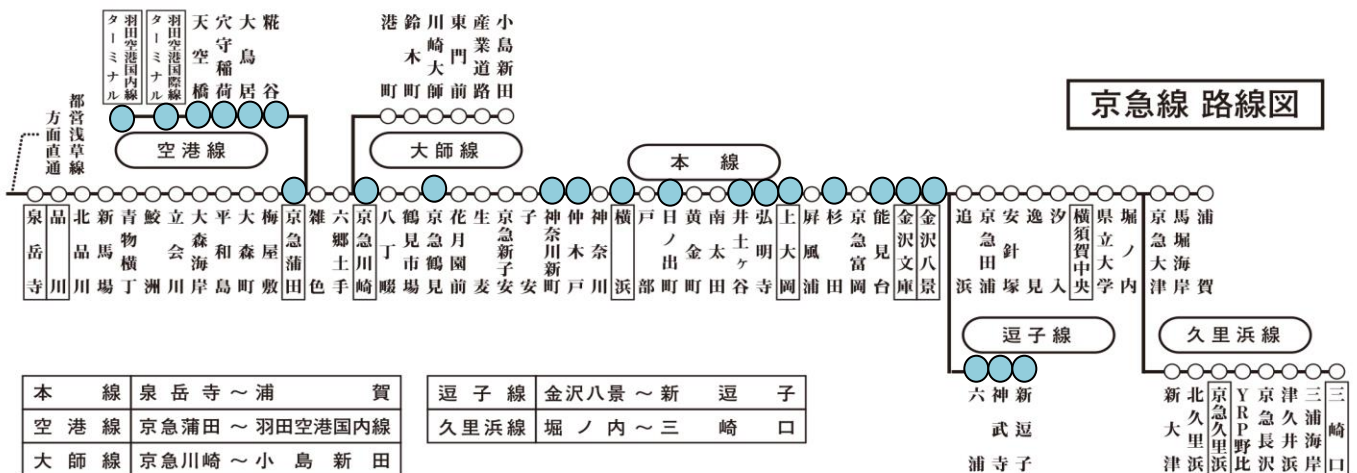 京急線 路線図
羽田空港国内線ターミナル
羽田空港国際線ターミナル
天空橋
穴守稲荷
大鳥居
糀谷
空港線
港町
鈴木町
川崎大師
東門前
産業道路
小島新田
大師線
本線
都営浅草線
方面直通
泉岳寺
品川
北品川
新馬場
青物横丁
鮫洲
立会川
大森海岸
平和島
大森町
梅屋敷
京急蒲田
雑色
六郷土手
京急川崎
八丁畷
鶴見市場
京急鶴見
花月園前
生麦
京急新子安
子安
神奈川新町
仲木戸
神奈川
横浜
戸部
日ノ出町
黄金町
南太田
井土ヶ谷
弘明寺
上大岡
屏風浦
杉田
京急富岡
能見台
金沢文庫
金沢八景
追浜
京急田浦
安針塚
逸見
汐入
横須賀中央
県立大学
堀ノ内
京急大津
馬堀海岸
浦賀
逗子線
六浦
神武寺
新逗子
久里浜線
新大津
北久里浜
京急久里浜
YRP野比
京急長沢
津久井浜
三浦海岸
三崎口
本線 泉岳寺～浦賀
空港線 京急蒲田～羽田空港国内線
大師線 京急川崎～小島新田
逗子線 金沢八景～新逗子
久里浜線 堀ノ内～三崎口